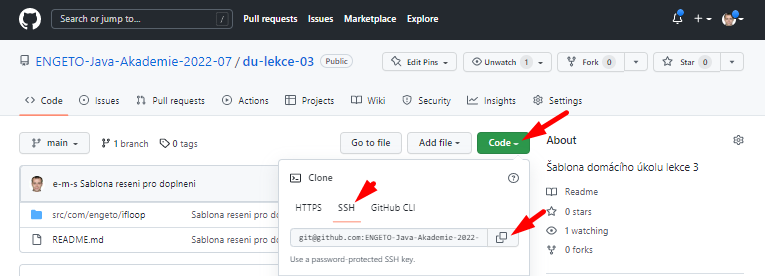 Search or jump to...
/
Pull requests Issues Marketplace Explore
ENGETO-Java-Akademie-2022-07 / du-lekce-03 Public
Edit Pins Unwatch 1 Fork 0 Star 0
Code Issues Pull requests Actions Projects Wiki Security Insights Settings
main 1 branch 0 tags Go to file Add file Code
About
Šablona domácího úkolu lekce 3
Readme
0 stars
1 watching
0 forks
e-m-s Sablona reseni pro doplneni
src/com/engeto/ifloop Sablona reseni pro do
README.md Sablona reseni pro do
Clone
HTTPS SSH GitHub CLI
git@github.com:ENGETO-Java-Akademie-2022-
Use a password-protected SSH key.